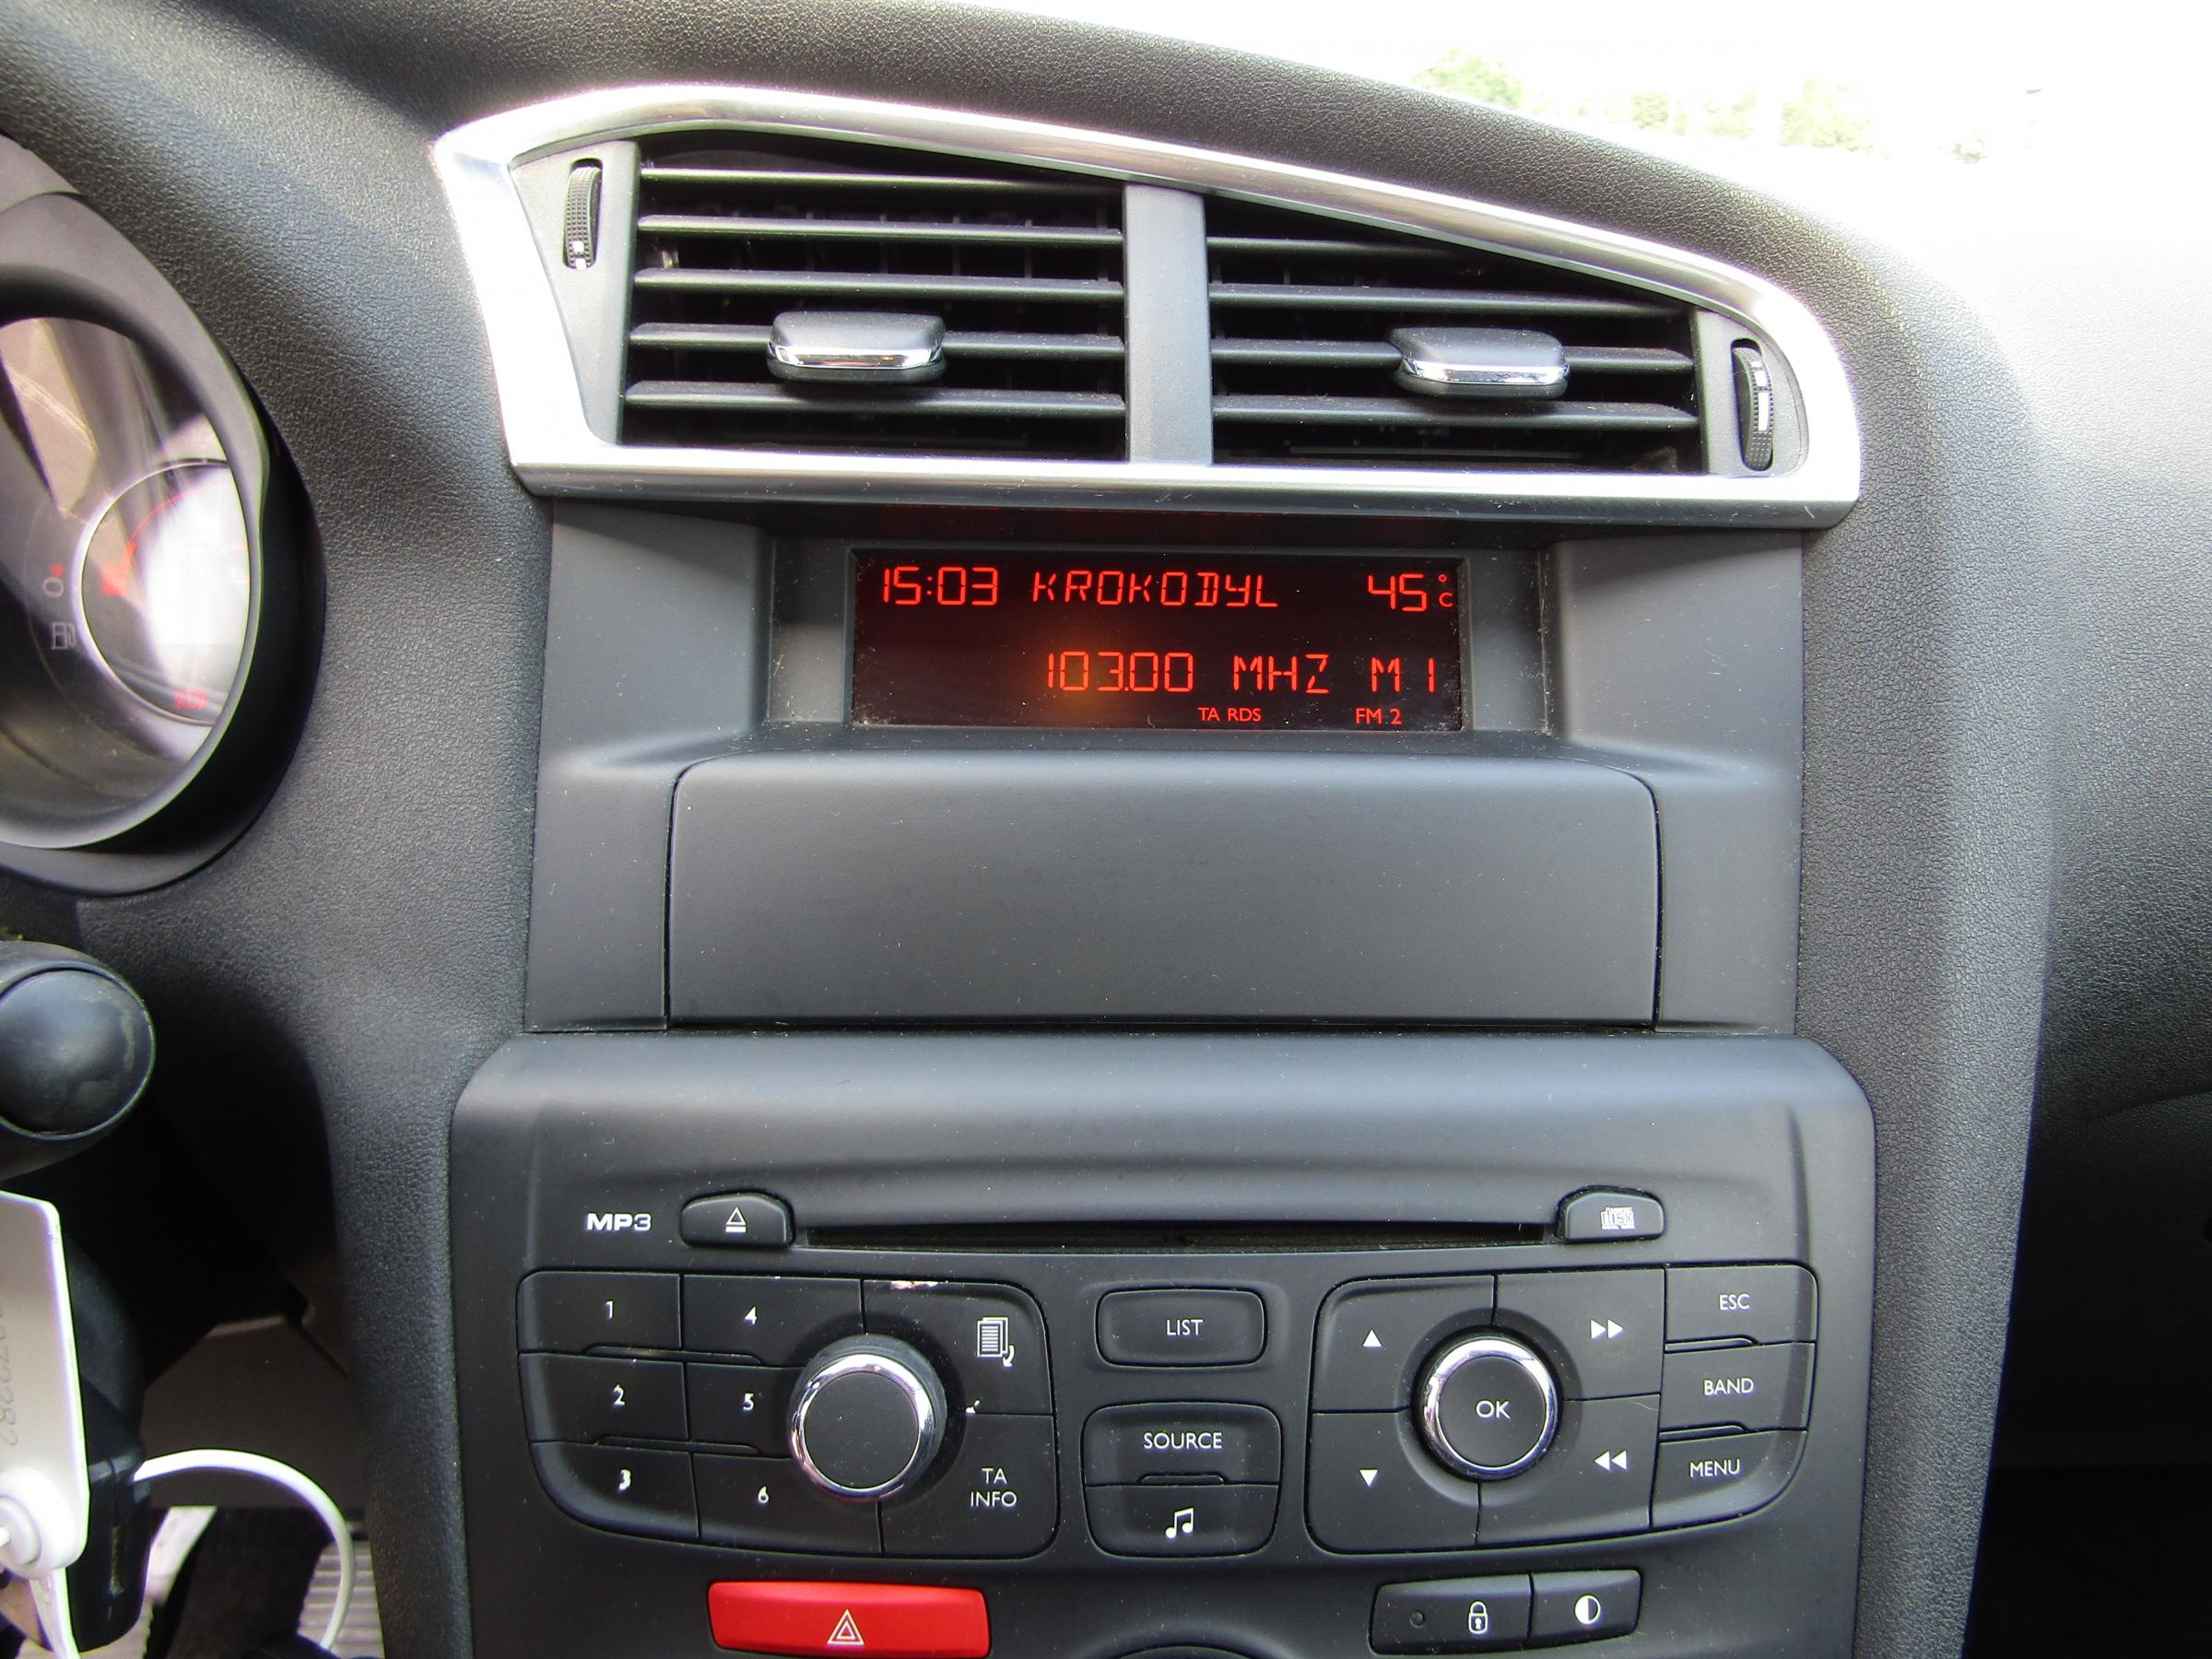 15:03 KROKODYL 45°C
103.00 MHZ M 1
TA RDS FM 2
MP3
1 4
LIST
ESC
2 5
OK
BAND
SOURCE
3 6
TA INFO
MENU